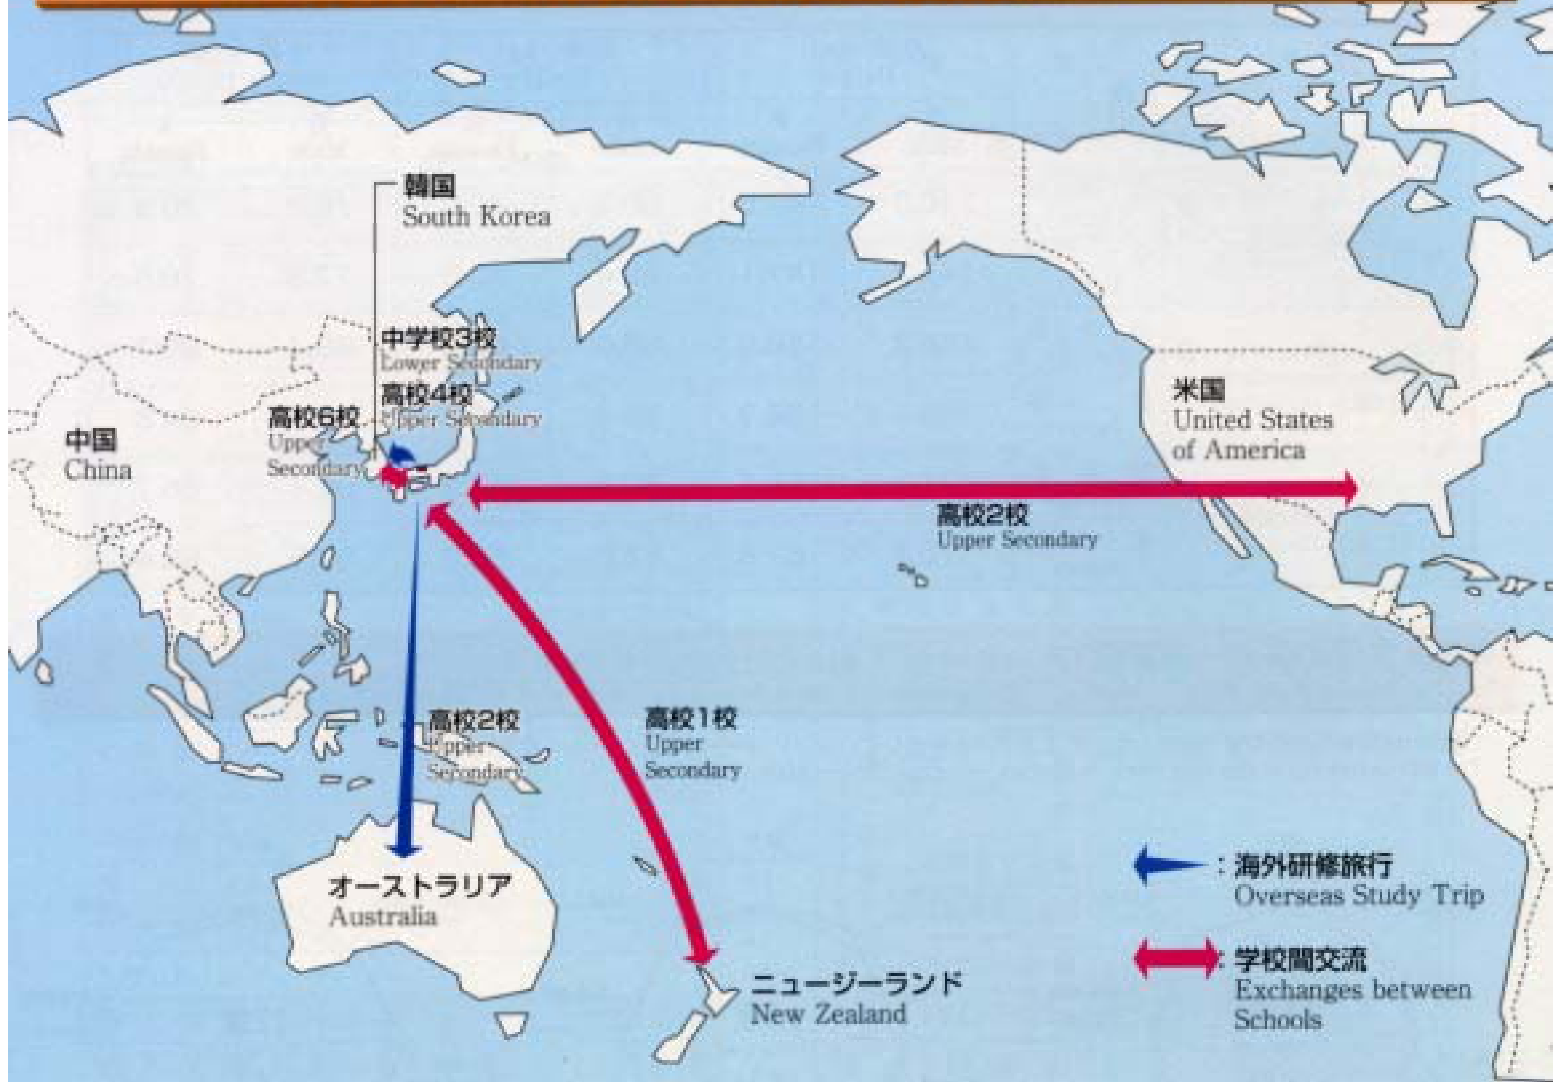 韓国
South Korea
中学校3校
Lower Secondary
高校4校
Upper Secondary
高校6校
Upper
Secondary
中国
China
米国
United States
of America
高校2校
Upper Secondary
高校2校
Upper
Secondary
高校1校
Upper
Secondary
オーストラリア
Australia
ニュージーランド
New Zealand
：海外研修旅行
Overseas Study Trip
：学校間交流
Exchanges between
Schools